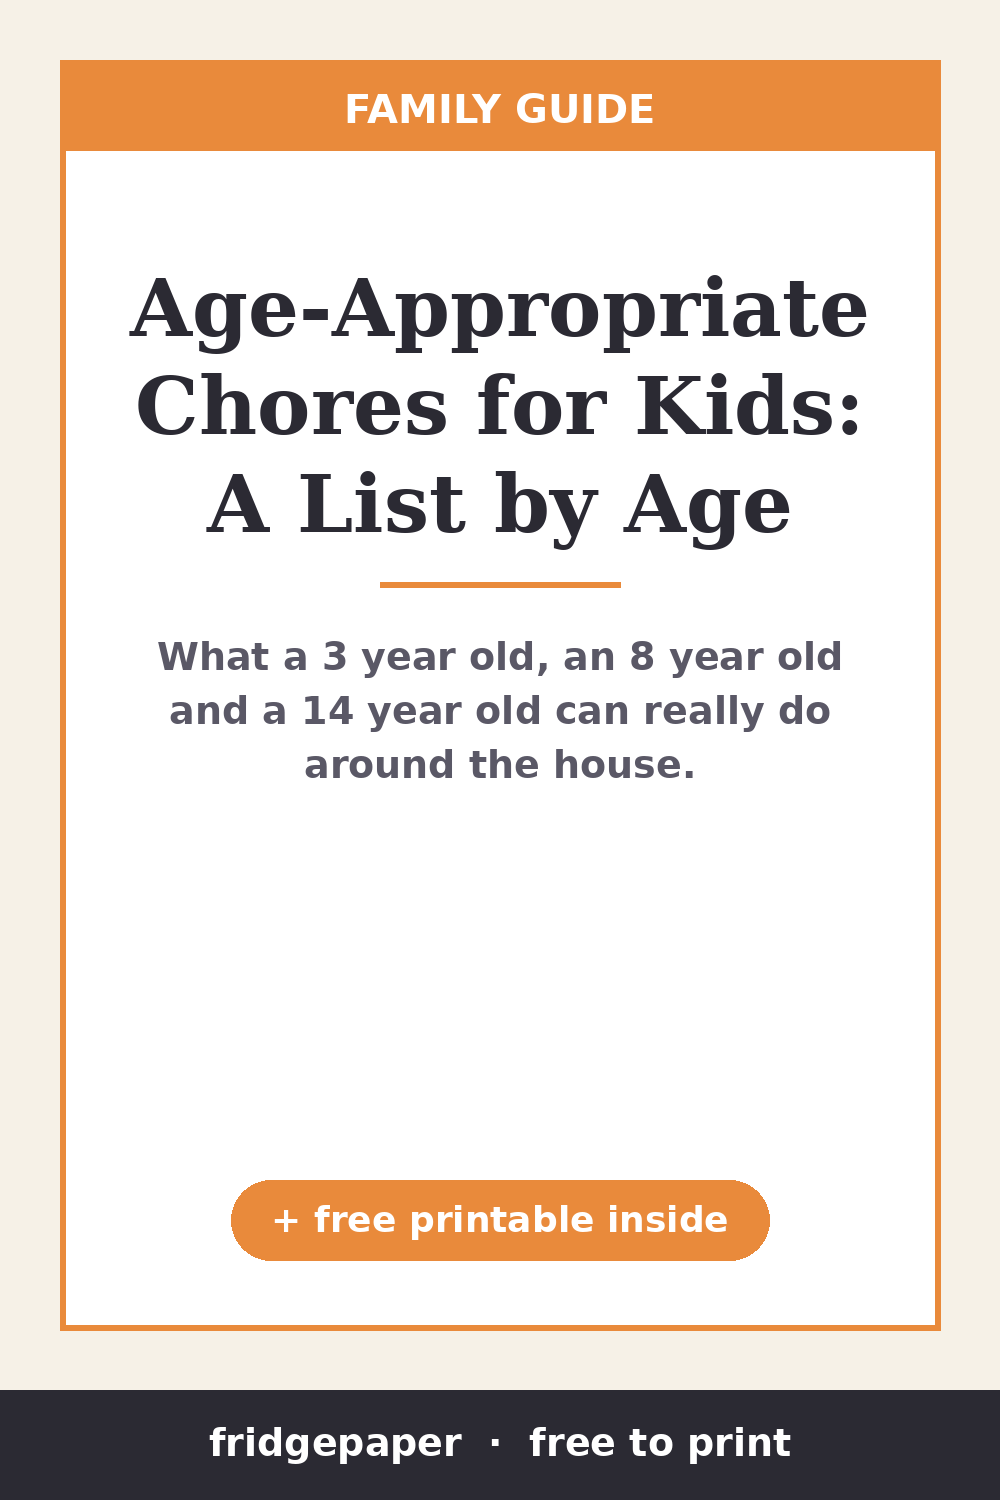 FAMILY GUIDE
Age-Appropriate
Chores for Kids:
A List by Age
What a 3 year old, an 8 year old
and a 14 year old can really do
around the house.
+ free printable inside
fridgepaper · free to print